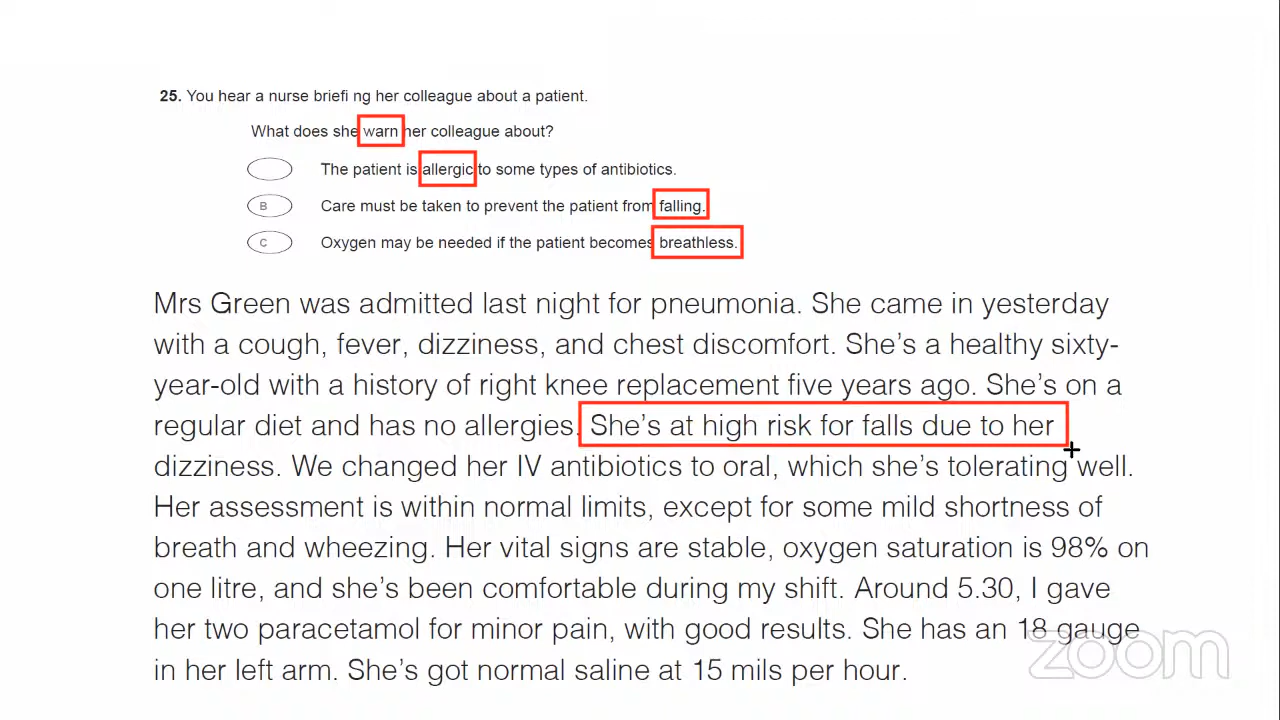 25. You hear a nurse briefi ng her colleague about a patient.
What does she warn her colleague about?
The patient is allergic to some types of antibiotics.
B Care must be taken to prevent the patient from falling.
C Oxygen may be needed if the patient becomes breathless.
Mrs Green was admitted last night for pneumonia. She came in yesterday
with a cough, fever, dizziness, and chest discomfort. She's a healthy sixty-
year-old with a history of right knee replacement five years ago. She's on a
regular diet and has no allergies. She's at high risk for falls due to her
dizziness. We changed her IV antibiotics to oral, which she's tolerating well.
Her assessment is within normal limits, except for some mild shortness of
breath and wheezing. Her vital signs are stable, oxygen saturation is 98% on
one litre, and she's been comfortable during my shift. Around 5.30, I gave
her two paracetamol for minor pain, with good results. She has an 18 gauge
in her left arm. She's got normal saline at 15 mils per hour.
zoom